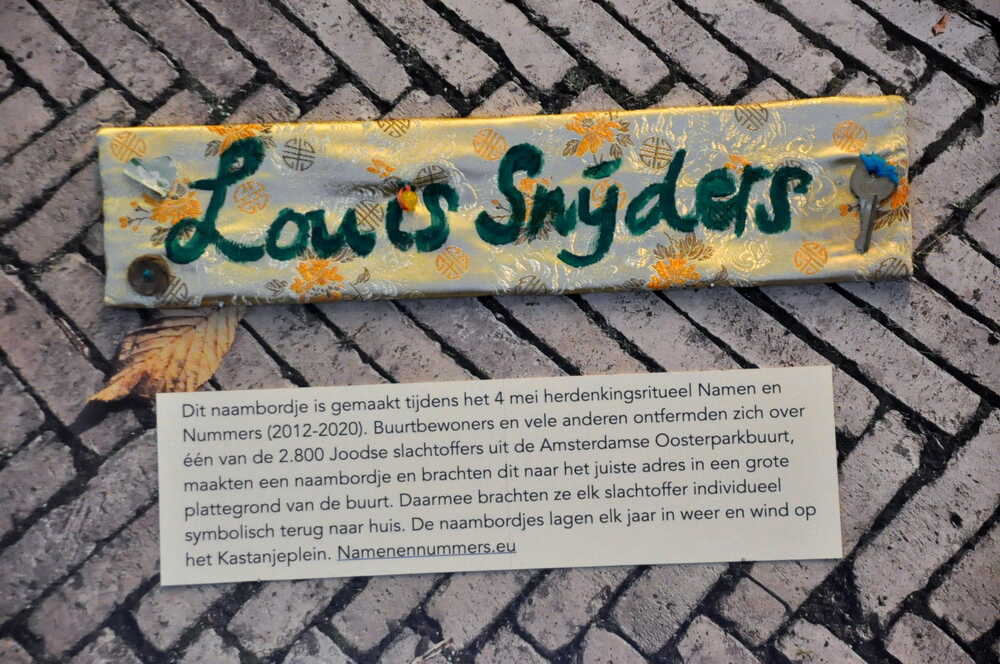 Louis Snÿders
Dit naambordje is gemaakt tijdens het 4 mei herdenkingsritueel Namen en
Nummers (2012-2020). Buurtbewoners en vele anderen ontfermden zich over
één van de 2.800 Joodse slachtoffers uit de Amsterdamse Oosterparkbuurt,
maakten een naambordje en brachten dit naar het juiste adres in een grote
plattegrond van de buurt. Daarmee brachten ze elk slachtoffer individueel
symbolisch terug naar huis. De naambordjes lagen elk jaar in weer en wind op
het Kastanjeplein. Namenennummers.eu